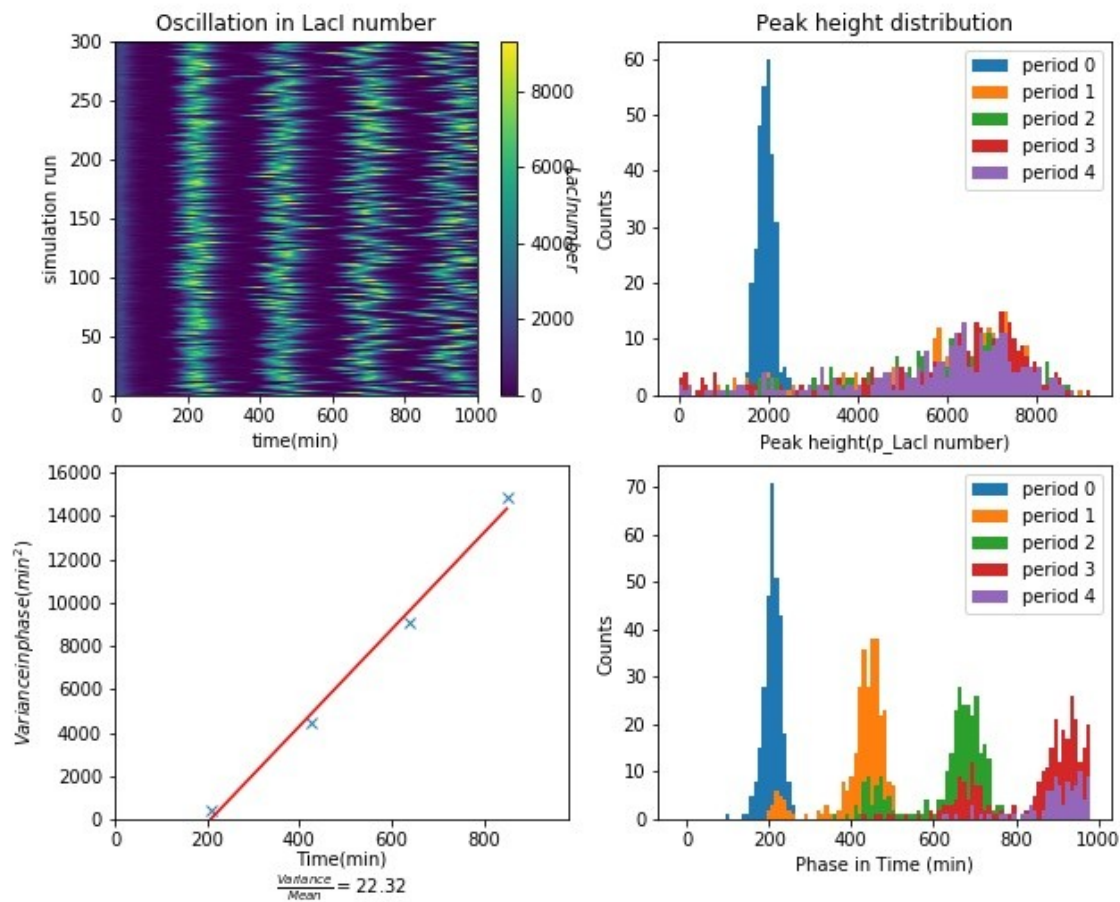 Oscillation in LacI number
300
250
200
150
100
50
0
simulation run
0 200 400 600 800 1000
time(min)
8000
6000
4000
2000
0
LacInumber
Peak height distribution
60
50
40
30
20
10
0
Counts
period 0
period 1
period 2
period 3
period 4
0 2000 4000 6000 8000
Peak height(p_LacI number)
16000
14000
12000
10000
8000
6000
4000
2000
0
Varianceinphase(min²)
0 200 400 600 800
Time(min)
Variance
Mean = 22.32
70
60
50
40
30
20
10
0
Counts
period 0
period 1
period 2
period 3
period 4
0 200 400 600 800 1000
Phase in Time (min)